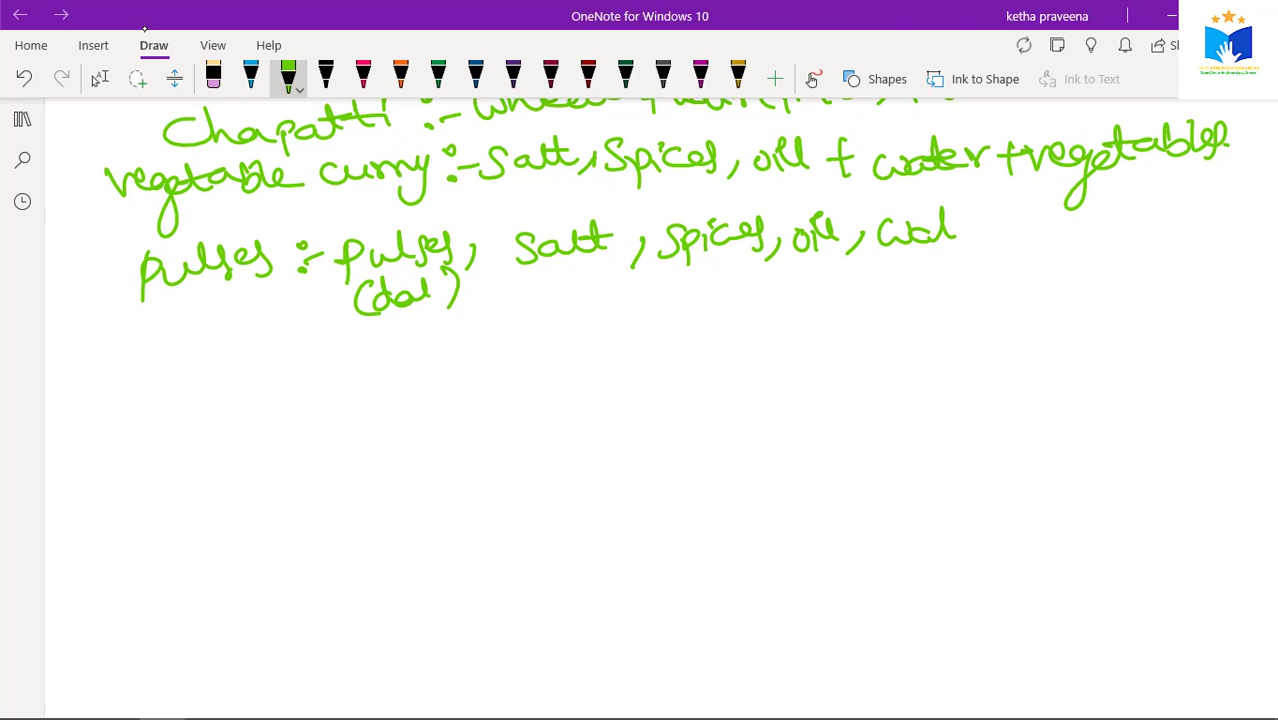 OneNote for Windows 10
ketha praveena
Home Insert Draw View Help
Shapes Ink to Shape Ink to Text
Chapatti :-
vegetable curry :- Salt, Spices, oil + water + vegetables
pulses :- pulses, Salt, Spices, oil, wat
(dal)